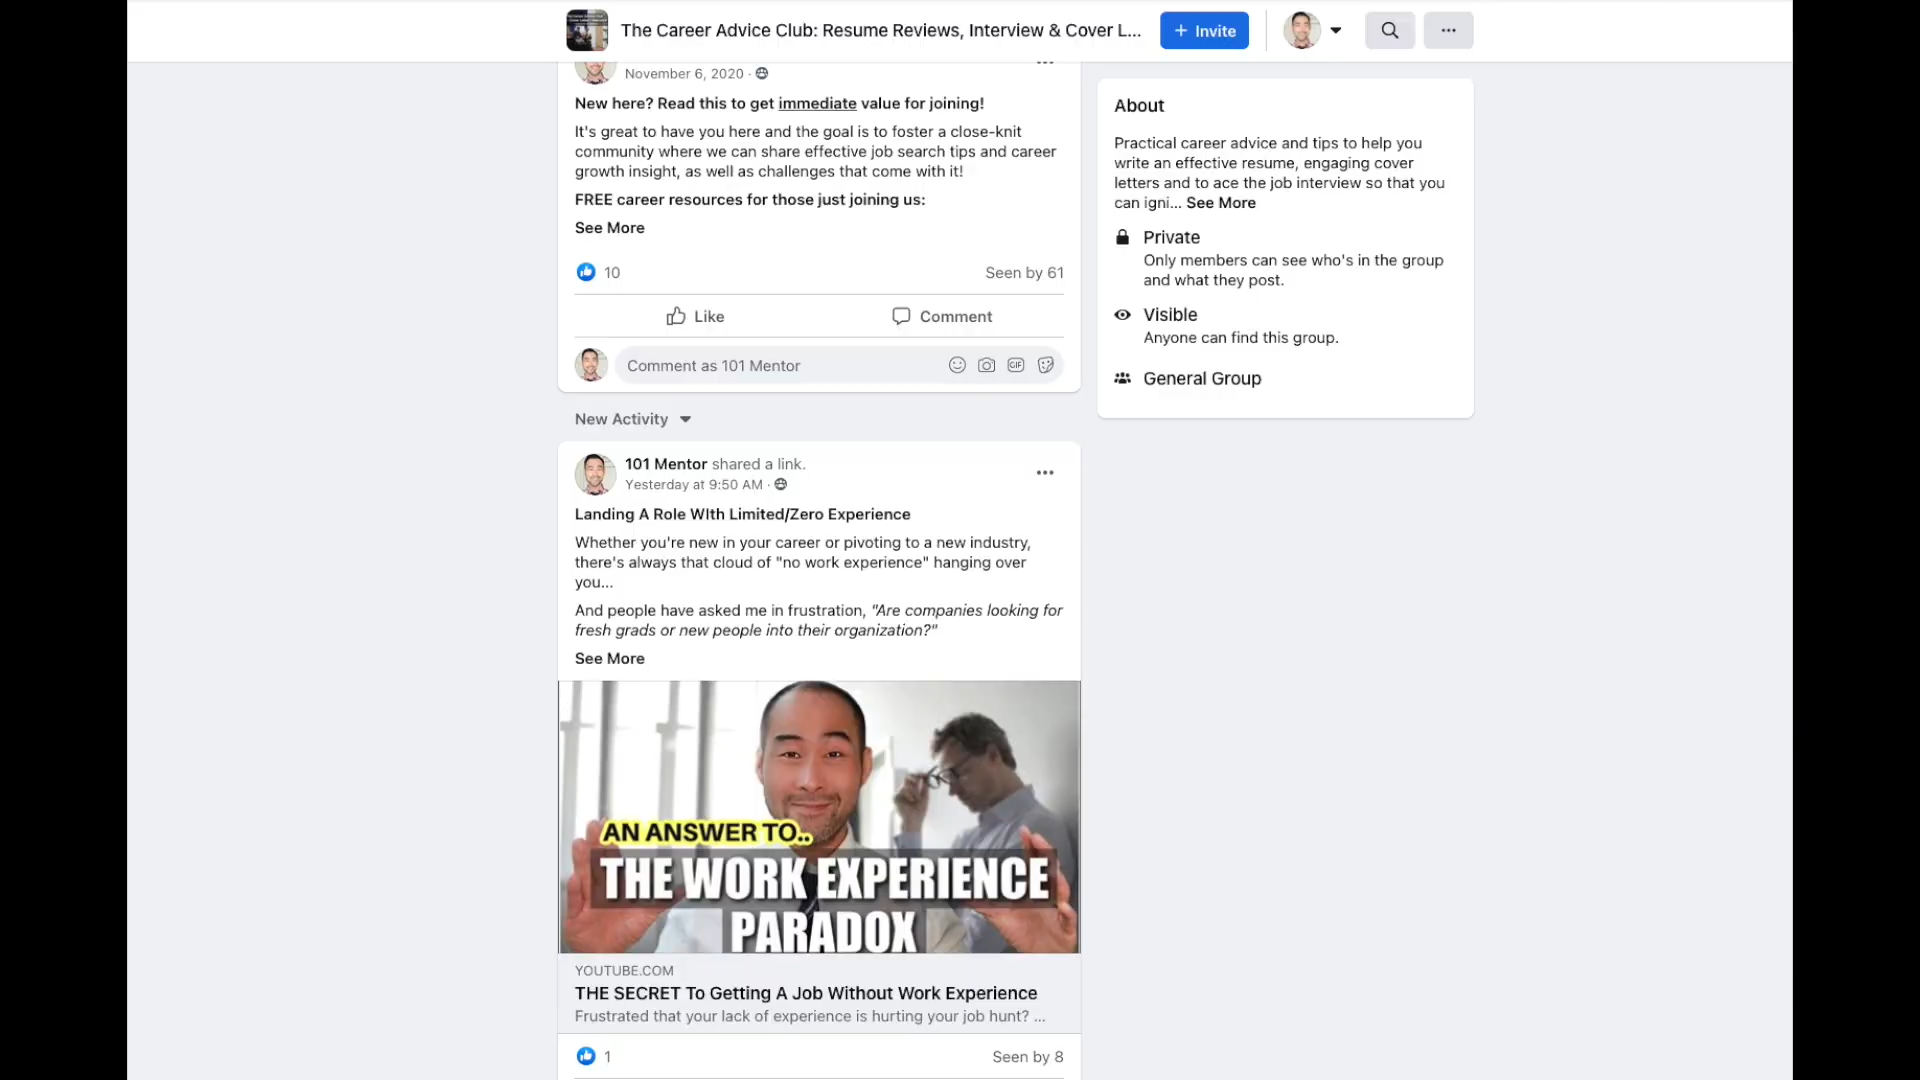 The Career Advice Club: Resume Reviews, Interview & Cover L...
+ Invite
November 6, 2020 ·
New here? Read this to get immediate value for joining!
It's great to have you here and the goal is to foster a close-knit
community where we can share effective job search tips and career
growth insight, as well as challenges that come with it!
FREE career resources for those just joining us:
See More
10
Seen by 61
Like
Comment
Comment as 101 Mentor
GIF
New Activity
101 Mentor shared a link.
Yesterday at 9:50 AM ·
Landing A Role WIth Limited/Zero Experience
Whether you're new in your career or pivoting to a new industry,
there's always that cloud of "no work experience" hanging over
you...
And people have asked me in frustration, "Are companies looking for
fresh grads or new people into their organization?"
See More
AN ANSWER TO..
THE WORK EXPERIENCE
PARADOX
YOUTUBE.COM
THE SECRET To Getting A Job Without Work Experience
Frustrated that your lack of experience is hurting your job hunt? ...
1
Seen by 8
About
Practical career advice and tips to help you
write an effective resume, engaging cover
letters and to ace the job interview so that you
can igni... See More
Private
Only members can see who's in the group
and what they post.
Visible
Anyone can find this group.
General Group